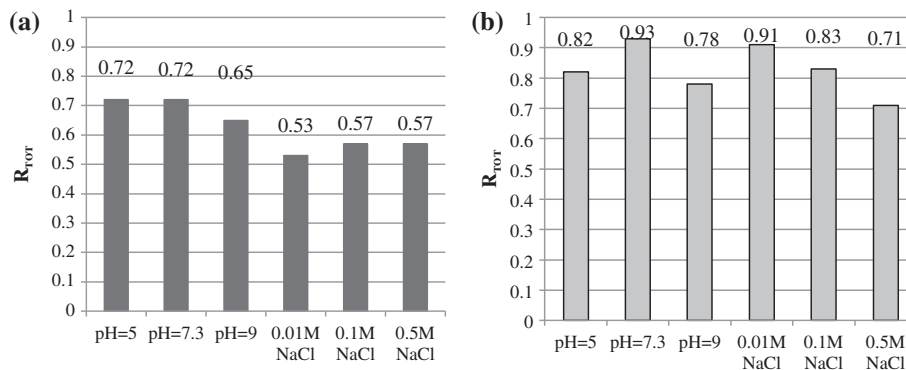 (a)
R_TOT
1
0.9
0.8
0.7
0.6
0.5
0.4
0.3
0.2
0.1
0
0.72
0.72
0.65
0.53
0.57
0.57
pH=5
pH=7.3
pH=9
0.01M
NaCl
0.1M
NaCl
0.5M
NaCl
(b)
R_TOT
1
0.9
0.8
0.7
0.6
0.5
0.4
0.3
0.2
0.1
0
0.82
0.93
0.78
0.91
0.83
0.71
pH=5
pH=7.3
pH=9
0.01M
NaCl
0.1M
NaCl
0.5M
NaCl